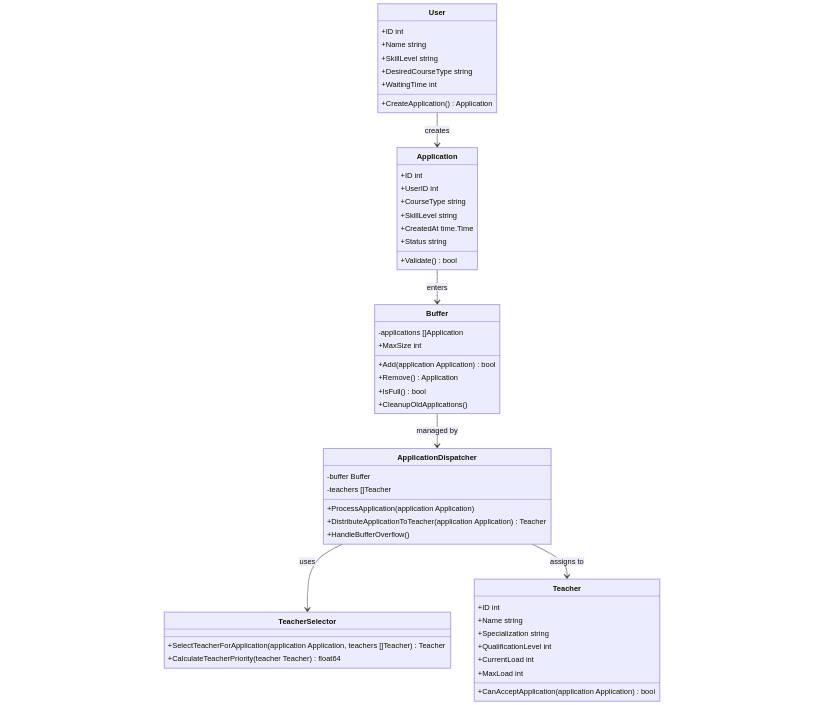 User
+ID int
+Name string
+SkillLevel string
+DesiredCourseType string
+WaitingTime int
+CreateApplication() : Application
creates
Application
+ID int
+UserID int
+CourseType string
+SkillLevel string
+CreatedAt time.Time
+Status string
+Validate() : bool
enters
Buffer
-applications []Application
+MaxSize int
+Add(application Application) : bool
+Remove() : Application
+IsFull() : bool
+CleanupOldApplications()
managed by
ApplicationDispatcher
-buffer Buffer
-teachers []Teacher
+ProcessApplication(application Application)
+DistributeApplicationToTeacher(application Application) : Teacher
+HandleBufferOverflow()
uses
assigns to
TeacherSelector
+SelectTeacherForApplication(application Application, teachers []Teacher) : Teacher
+CalculateTeacherPriority(teacher Teacher) : float64
Teacher
+ID int
+Name string
+Specialization string
+QualificationLevel int
+CurrentLoad int
+MaxLoad int
+CanAcceptApplication(application Application) : bool